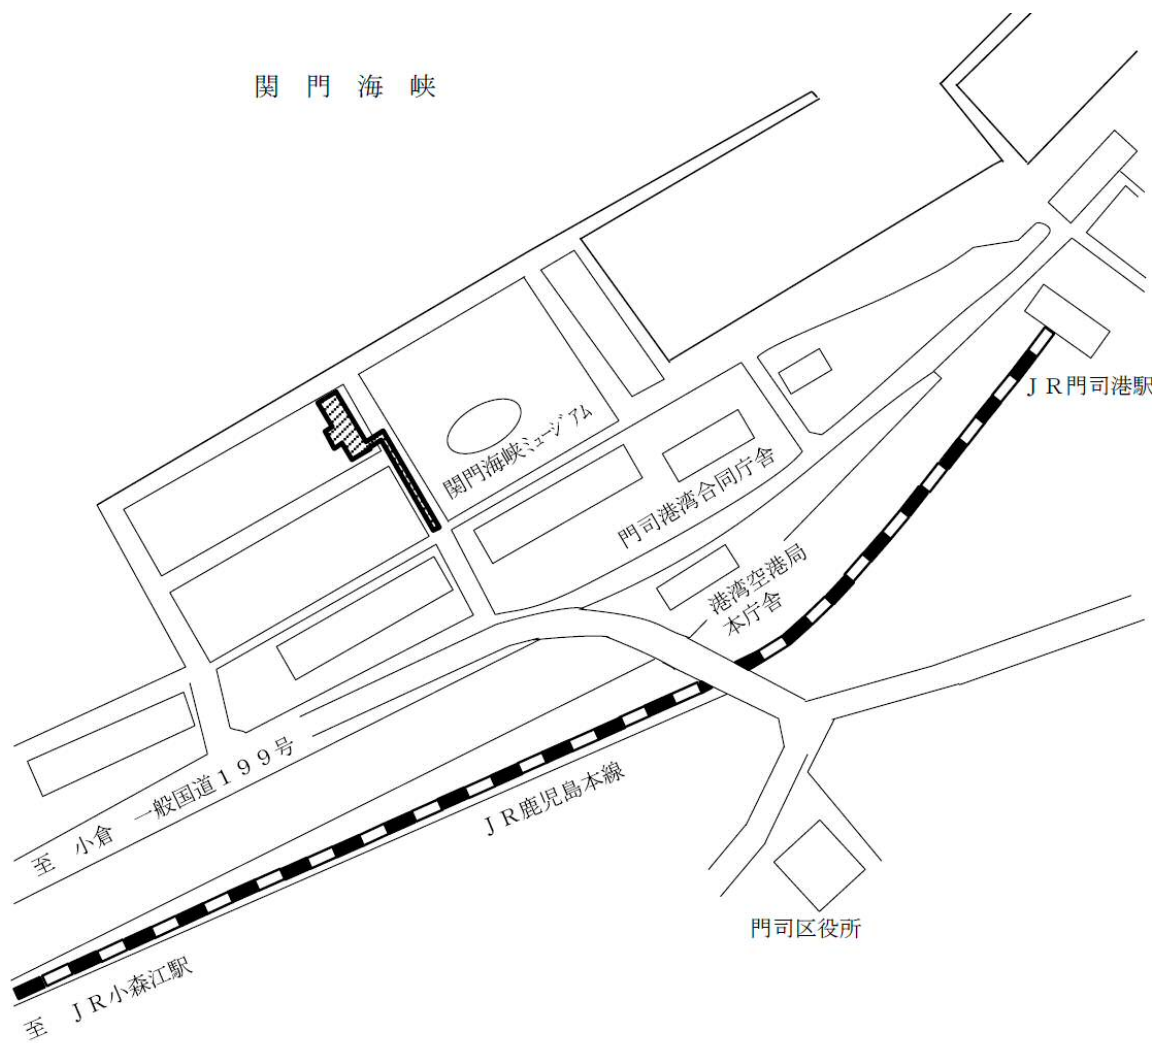 関門海峡
ＪＲ門司港駅
関門海峡ﾐｭｰｼﾞｱﾑ
門司港湾合同庁舎
港湾空港局
本庁舎
一般国道１９９号
至　小倉
ＪＲ鹿児島本線
門司区役所
至　ＪＲ小森江駅